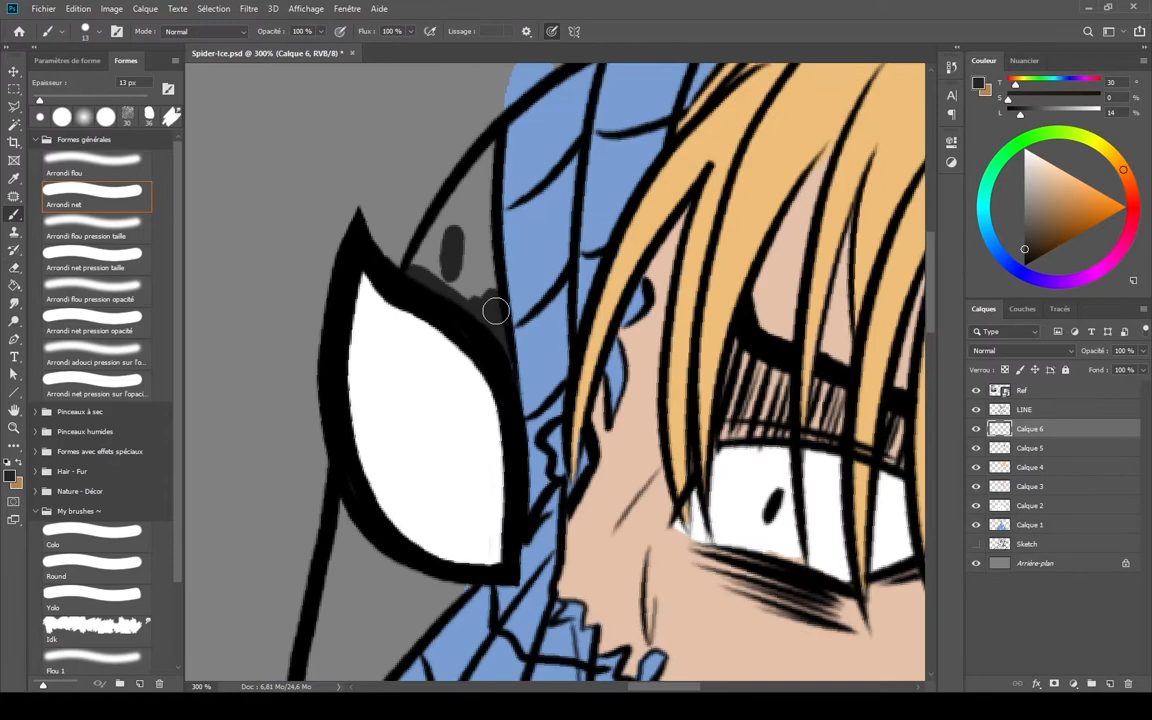 Fichier Edition Image Calque Texte Sélection Filtre 3D Affichage Fenêtre Aide
13 Mode : Normal Opacité : 100 % Flux : 100 % Lissage :
Spider-Ice.psd @ 300% (Calque 6, RVB/8) * ×
Paramètres de forme Formes
Epaisseur : 13 px
30 36
Formes générales
Arrondi flou
Arrondi net
Arrondi flou pression taille
Arrondi net pression taille
Arrondi flou pression opacité
Arrondi net pression opacité
Arrondi adouci pression sur l'o...
Arrondi net pression sur l'opaci...
Pinceaux à sec
Pinceaux humides
Formes avec effets spéciaux
Hair - Fur
Nature - Décor
My brushes ~
Colo
Round
Yolo
Idk
Flou 1
300 % Doc : 6,81 Mo/24,6 Mo
Couleur Nuancier
T 30 °
S 0 %
L 14 %
Calques Couches Tracés
Type
Normal Opacité : 100 %
Verrou : Fond : 100 %
Ref
LINE
Calque 6
Calque 5
Calque 4
Calque 3
Calque 2
Calque 1
Sketch
Arrière-plan